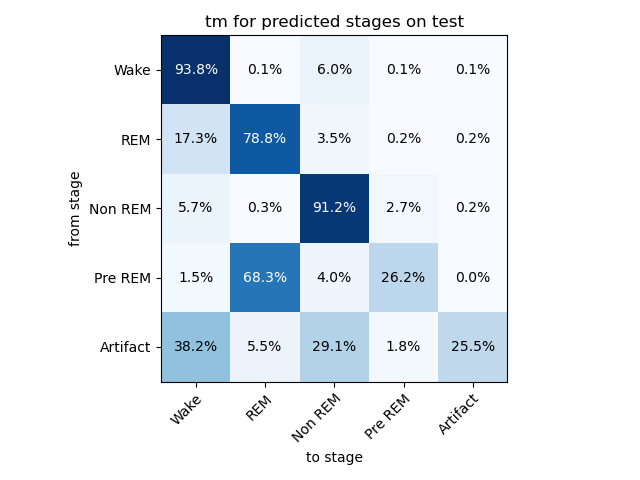 tm for predicted stages on test
Wake 93.8% 0.1% 6.0% 0.1% 0.1%
REM 17.3% 78.8% 3.5% 0.2% 0.2%
from stage
Non REM 5.7% 0.3% 91.2% 2.7% 0.2%
Pre REM 1.5% 68.3% 4.0% 26.2% 0.0%
Artifact 38.2% 5.5% 29.1% 1.8% 25.5%
Wake REM Non REM Pre REM Artifact
to stage